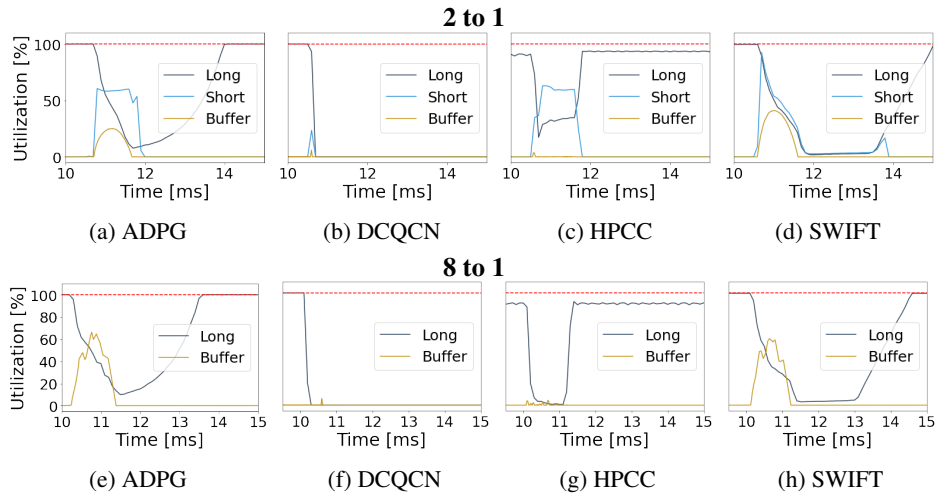 2 to 1
Utilization [%]
100
50
0
Long
Short
Buffer
10 12 14
Time [ms]
(a) ADPG
Long
Short
Buffer
10 12 14
Time [ms]
(b) DCQCN
Long
Short
Buffer
10 12 14
Time [ms]
(c) HPCC
Long
Short
Buffer
10 12 14
Time [ms]
(d) SWIFT
8 to 1
Utilization [%]
100
80
60
40
20
0
Long
Buffer
10 11 12 13 14 15
Time [ms]
(e) ADPG
Long
Buffer
10 11 12 13 14 15
Time [ms]
(f) DCQCN
Long
Buffer
10 11 12 13 14 15
Time [ms]
(g) HPCC
Long
Buffer
10 11 12 13 14 15
Time [ms]
(h) SWIFT